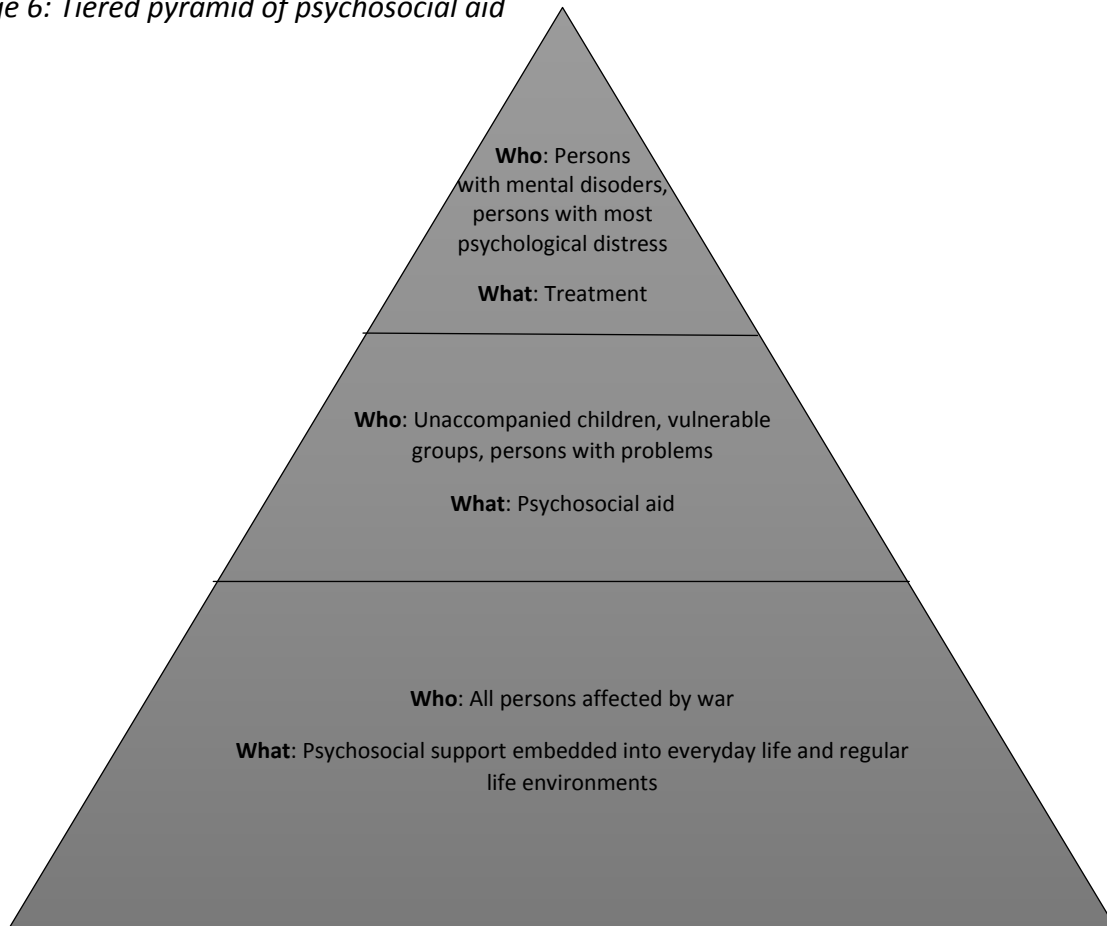 ge 6: Tiered pyramid of psychosocial aid
Who: Persons
with mental disoders,
persons with most
psychological distress
What: Treatment
Who: Unaccompanied children, vulnerable
groups, persons with problems
What: Psychosocial aid
Who: All persons affected by war
What: Psychosocial support embedded into everyday life and regular
life environments